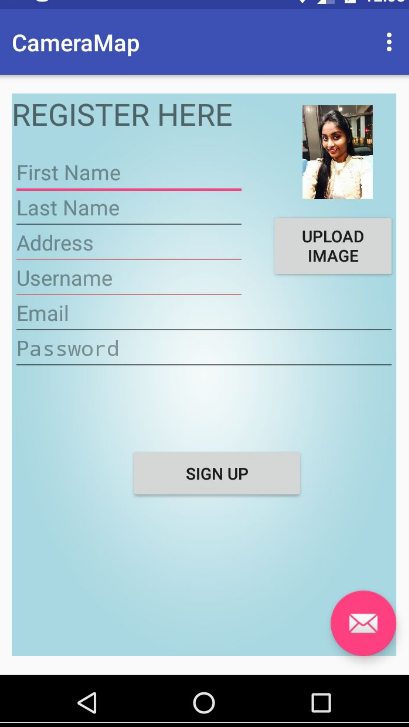 CameraMap
REGISTER HERE
First Name
Last Name
Address
Username
Email
Password
UPLOAD
IMAGE
SIGN UP